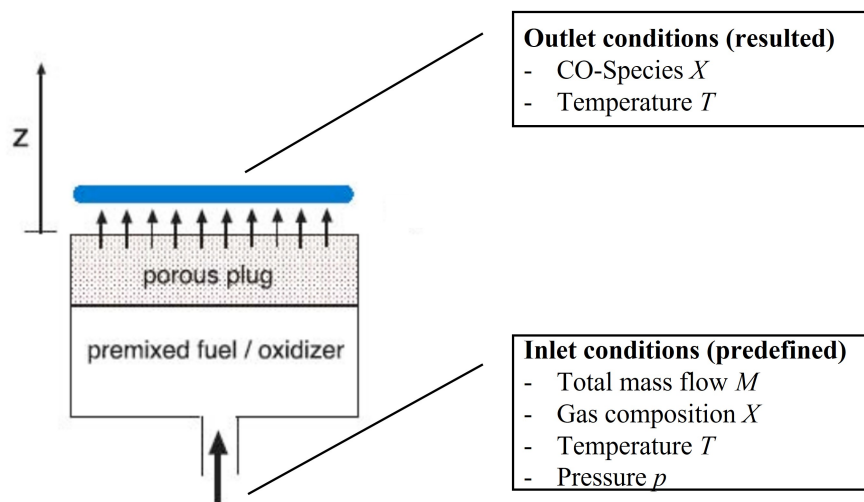 Outlet conditions (resulted)
- CO-Species X
- Temperature T
z
porous plug
premixed fuel / oxidizer
Inlet conditions (predefined)
- Total mass flow M
- Gas composition X
- Temperature T
- Pressure p